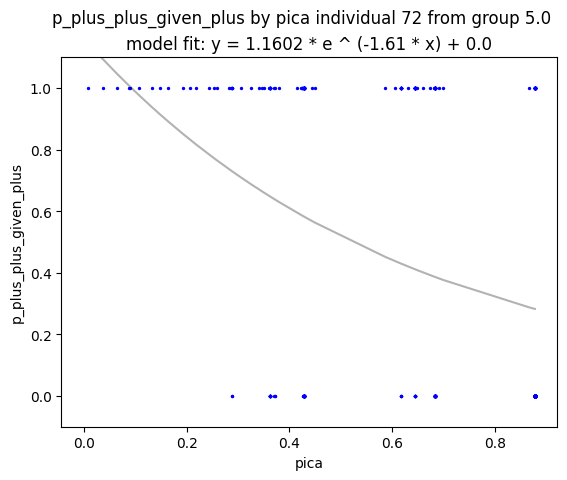 p_plus_plus_given_plus by pica individual 72 from group 5.0
model fit: y = 1.1602 * e ^ (-1.61 * x) + 0.0
1.0
0.8
0.6
0.4
0.2
0.0
p_plus_plus_given_plus
0.0 0.2 0.4 0.6 0.8
pica